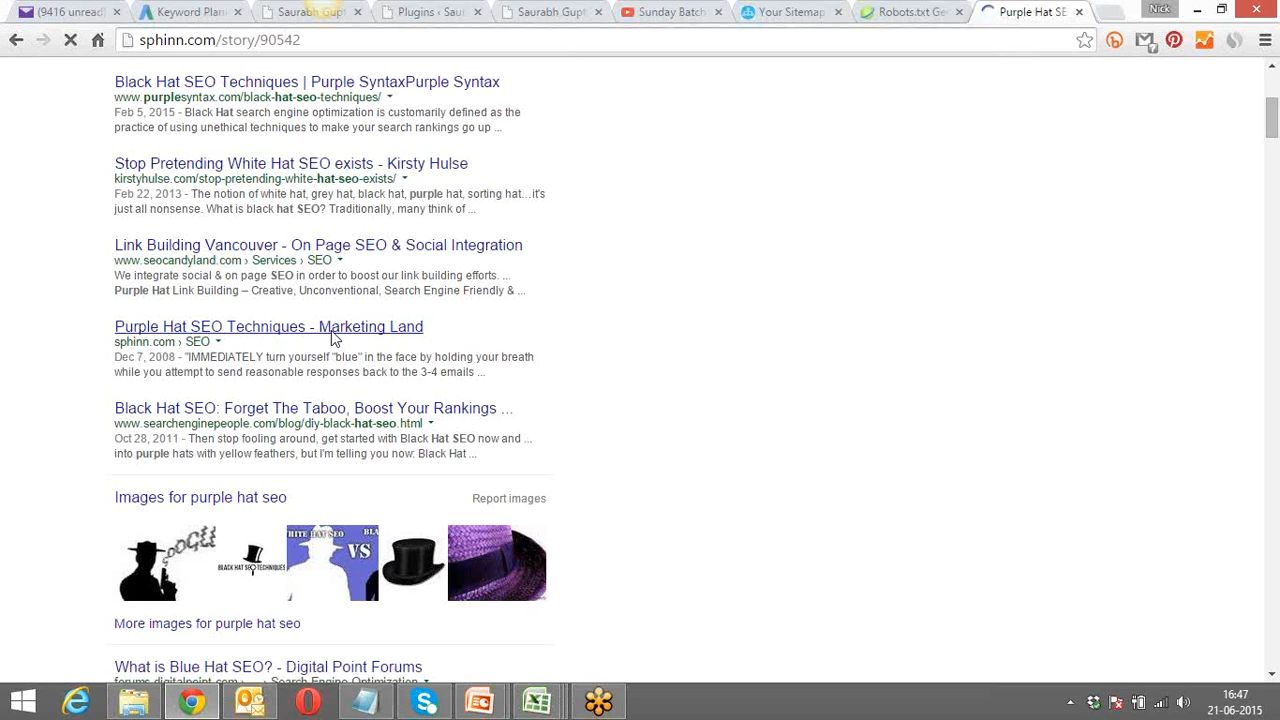 (9416 unread)
Keyword Plan
Saurabh Gupt
Plugins ‹ Saur
Saurabh Gupt
Sunday Batch
Your Sitemap
Robots.txt Ge
Purple Hat SE
Nick
sphinn.com/story/90542
Black Hat SEO Techniques | Purple SyntaxPurple Syntax
www.purplesyntax.com/black-hat-seo-techniques/
Feb 5, 2015 - Black Hat search engine optimization is customarily defined as the
practice of using unethical techniques to make your search rankings go up ...
Stop Pretending White Hat SEO exists - Kirsty Hulse
kirstyhulse.com/stop-pretending-white-hat-seo-exists/
Feb 22, 2013 - The notion of white hat, grey hat, black hat, purple hat, sorting hat…it's
just all nonsense. What is black hat SEO? Traditionally, many think of ...
Link Building Vancouver - On Page SEO & Social Integration
www.seocandyland.com › Services › SEO
We integrate social & on page SEO in order to boost our link building efforts. ...
Purple Hat Link Building – Creative, Unconventional, Search Engine Friendly & ...
Purple Hat SEO Techniques - Marketing Land
sphinn.com › SEO
Dec 7, 2008 - "IMMEDIATELY turn yourself "blue" in the face by holding your breath
while you attempt to send reasonable responses back to the 3-4 emails ...
Black Hat SEO: Forget The Taboo, Boost Your Rankings ...
www.searchenginepeople.com/blog/diy-black-hat-seo.html
Oct 28, 2011 - Then stop fooling around, get started with Black Hat SEO now and ...
into purple hats with yellow feathers, but I'm telling you now: Black Hat ...
Images for purple hat seo
Report images
GOOGLE
BLACK HAT SEO TECHNIQUES
HITE HAT SEO BLA
VS
More images for purple hat seo
What is Blue Hat SEO? - Digital Point Forums
forums.digitalpoint.com › ... › Search Engine Optimization
16:47
21-06-2015